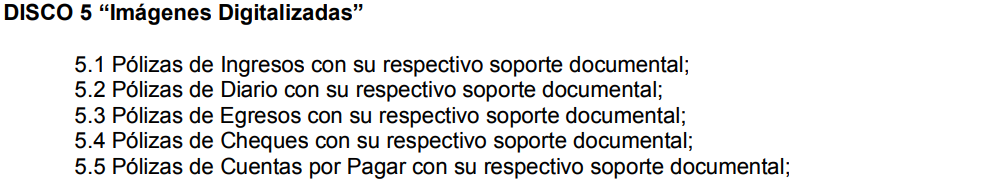 DISCO 5 “Imágenes Digitalizadas”
5.1 Pólizas de Ingresos con su respectivo soporte documental;
5.2 Pólizas de Diario con su respectivo soporte documental;
5.3 Pólizas de Egresos con su respectivo soporte documental;
5.4 Pólizas de Cheques con su respectivo soporte documental;
5.5 Pólizas de Cuentas por Pagar con su respectivo soporte documental;